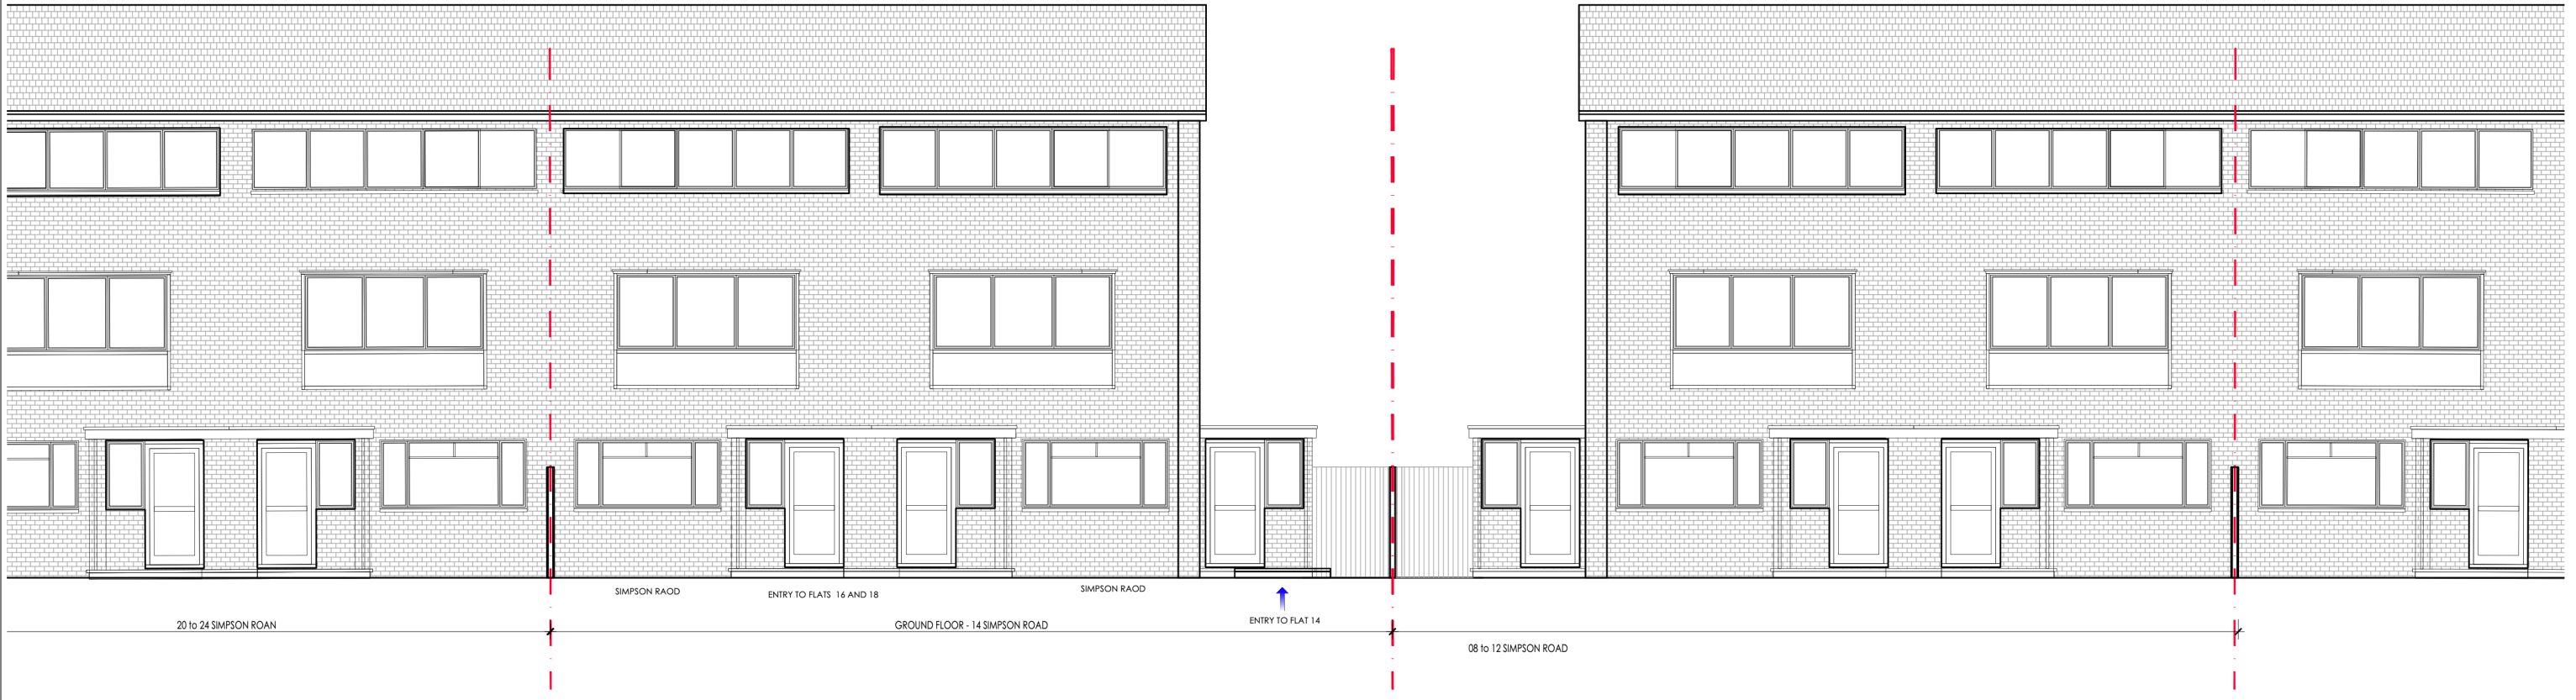 SIMPSON RAOD
ENTRY TO FLATS 16 AND 18
SIMPSON RAOD
ENTRY TO FLAT 14
20 to 24 SIMPSON ROAN
GROUND FLOOR - 14 SIMPSON ROAD
08 to 12 SIMPSON ROAD